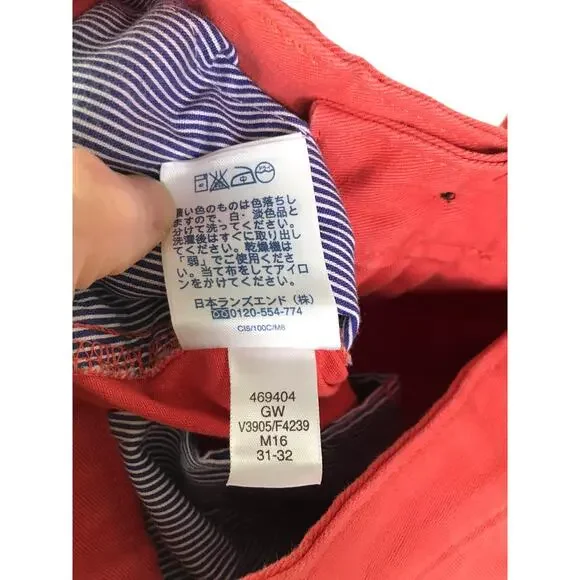 濃い色のものは色落ちし
ますので、白・淡色品と
分けて洗ってください。
洗濯後はすぐに取り出し
てください。乾燥機は
「弱」でご使用くださ
い。当て布をしてアイロ
ンをかけてください。
日本ランズエンド(株)
0120-554-774
CI5/100C/M8
469404
GW
V3905/F4239
M16
31-32